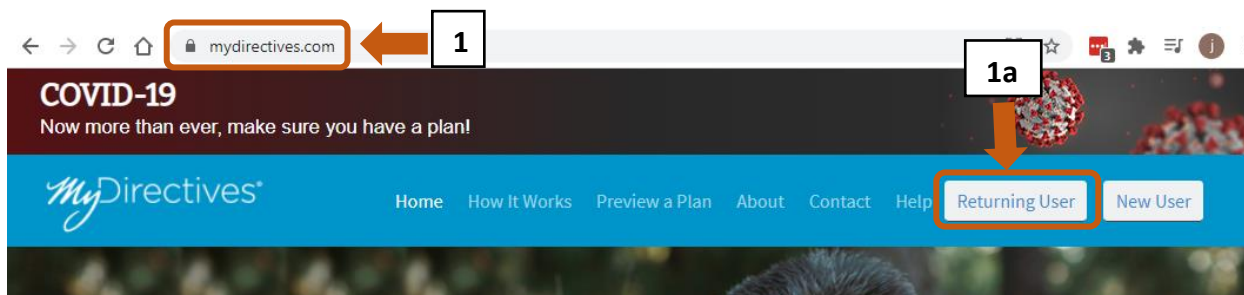 mydirectives.com
1
3
j
COVID-19
Now more than ever, make sure you have a plan!
1a
MyDirectives®
Home How It Works Preview a Plan About Contact Help Returning User New User